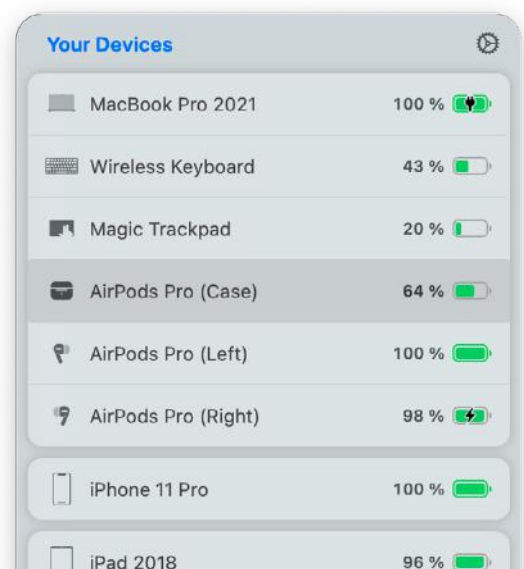 Your Devices
MacBook Pro 2021 100 %
Wireless Keyboard 43 %
Magic Trackpad 20 %
AirPods Pro (Case) 64 %
AirPods Pro (Left) 100 %
AirPods Pro (Right) 98 %
iPhone 11 Pro 100 %
iPad 2018 96 %